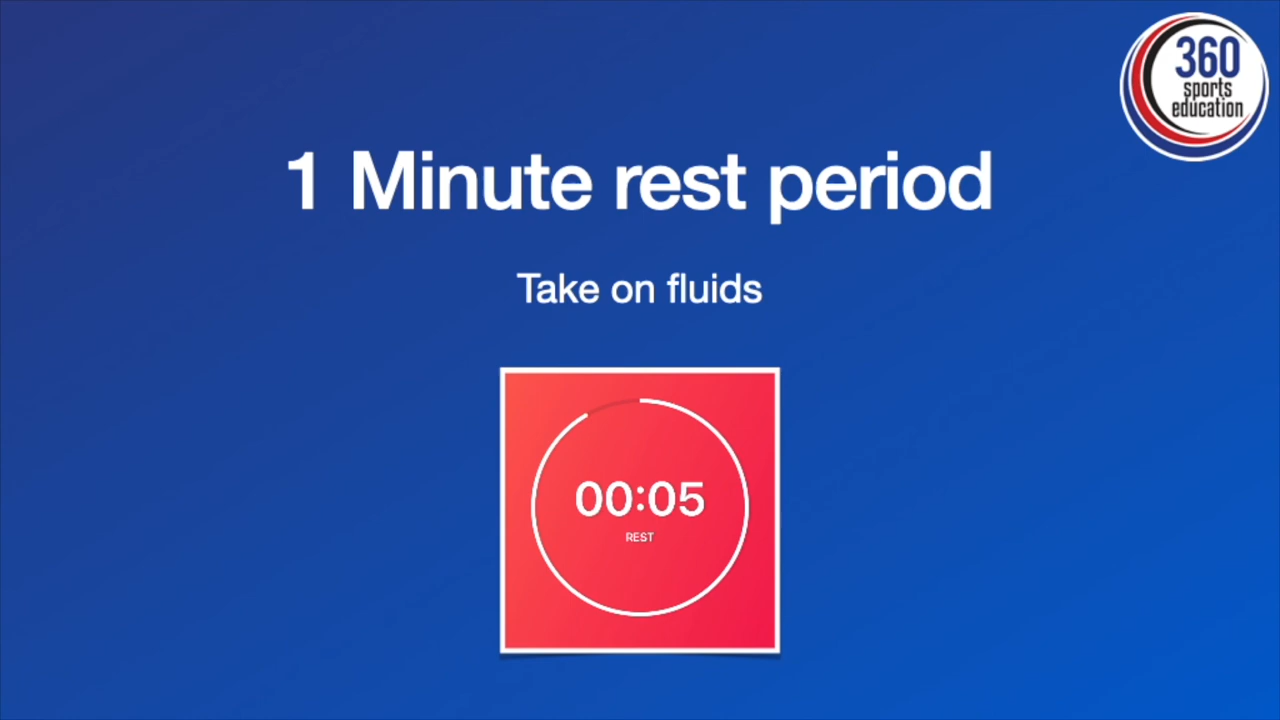 360
sports
education
1 Minute rest period
Take on fluids
00:05
REST